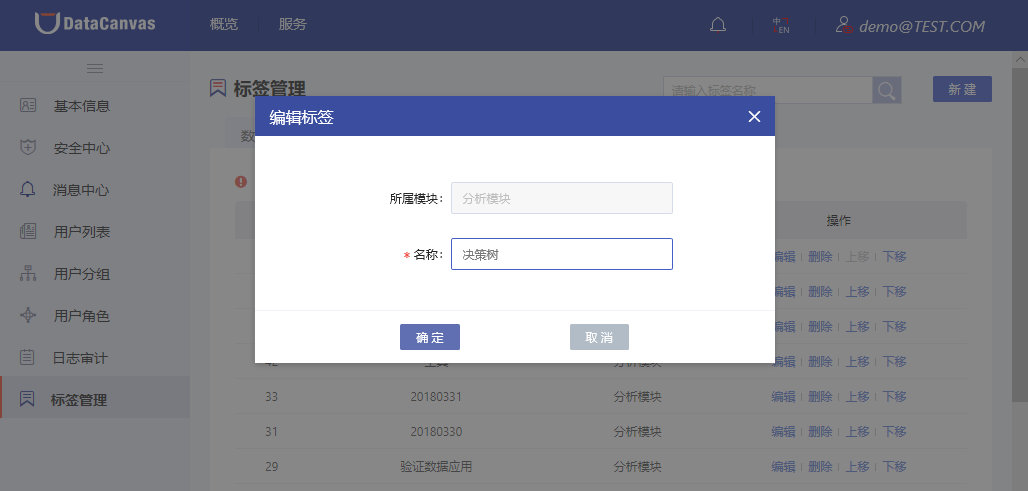 DataCanvas 概览 服务 中 EN demo@TEST.COM
基本信息
安全中心
消息中心
用户列表
用户分组
用户角色
日志审计
标签管理
标签管理 请输入标签名称 新建
数
编辑标签
所属模块： 分析模块
* 名称： 决策树
确定 取消
操作
编辑 删除 上移 下移
编辑 删除 上移 下移
编辑 删除 上移 下移
42 工具 分析模块 编辑 删除 上移 下移
33 20180331 分析模块 编辑 删除 上移 下移
31 20180330 分析模块 编辑 删除 上移 下移
29 验证数据应用 分析模块 编辑 删除 上移 下移